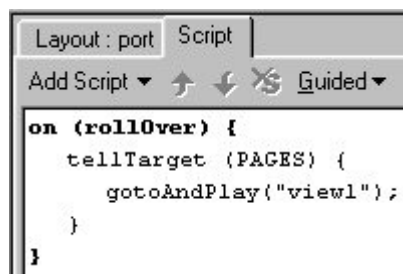 Layout : port Script
Add Script Guided
on (rollOver) {
tellTarget (PAGES) {
gotoAndPlay("view1");
}
}